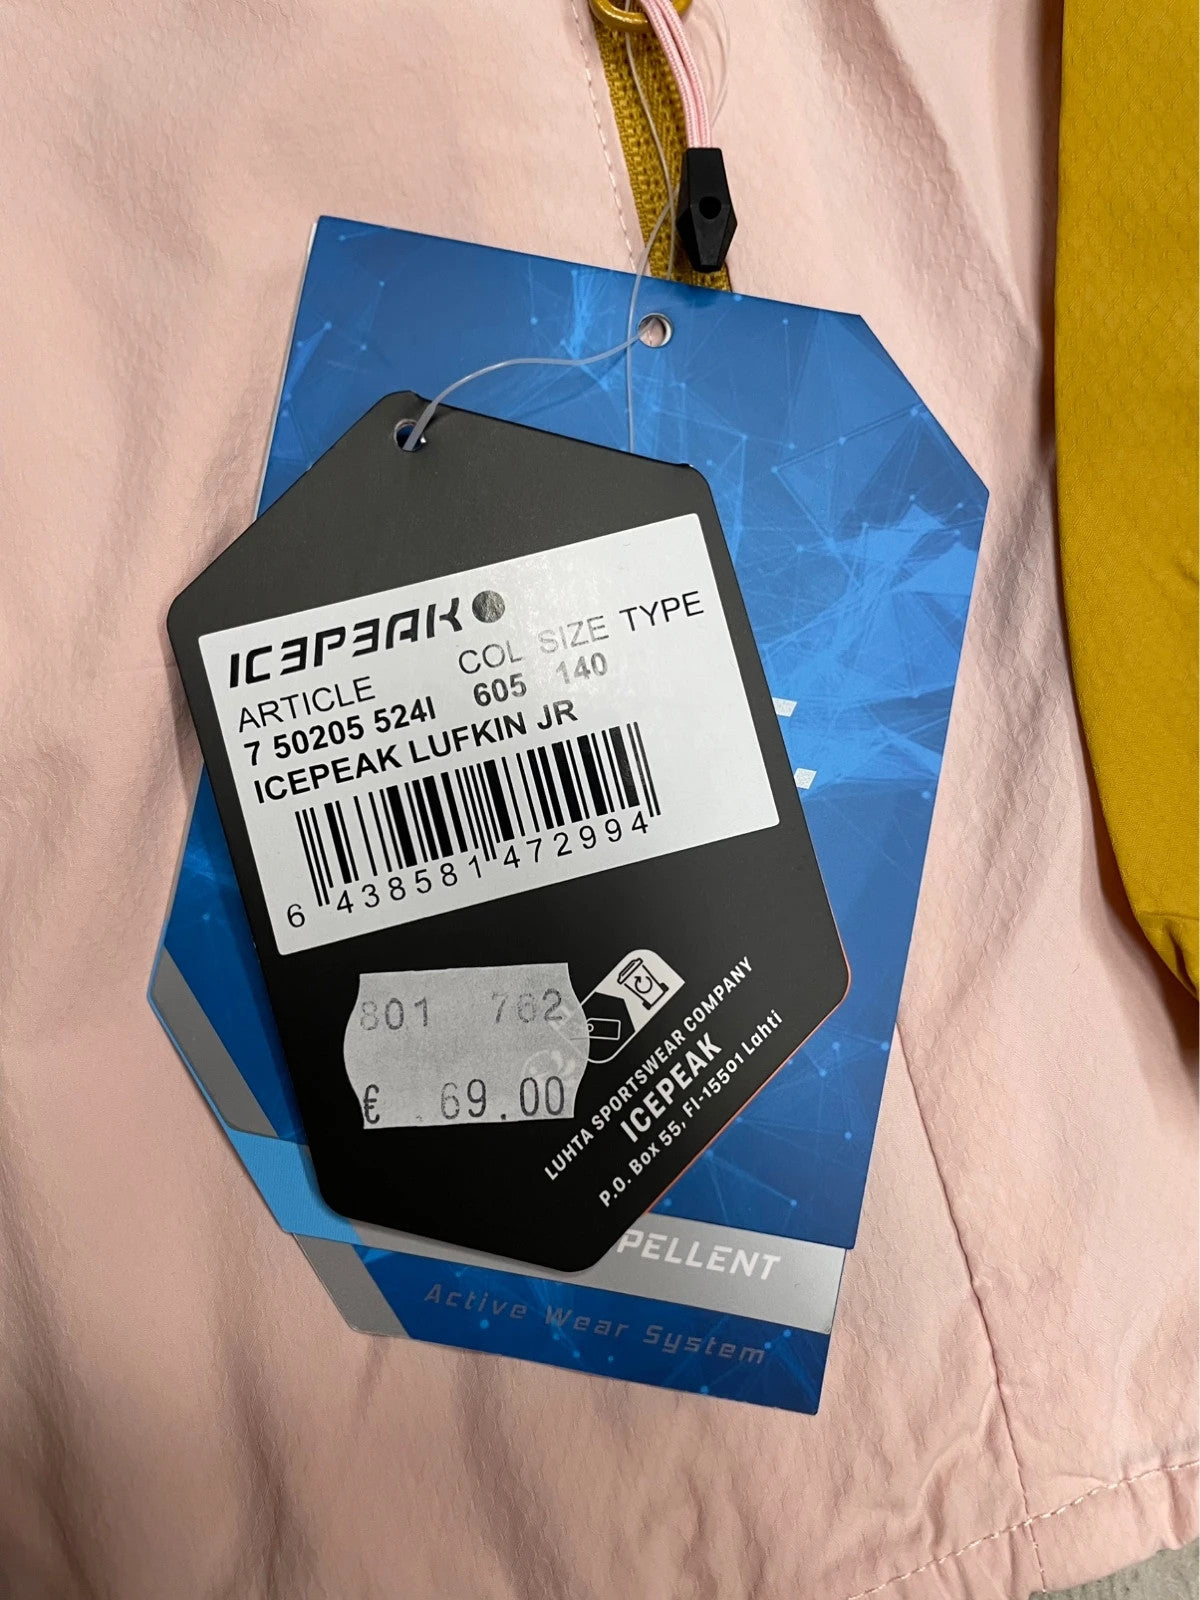 ICEPEAK
ARTICLE COL SIZE TYPE
7 50205 524I 605 140
ICEPEAK LUFKIN JR
6 438581 472994
801 762
€ 69.00
LUHTA SPORTSWEAR COMPANY
ICEPEAK
P.O. Box 55, FI-15501 Lahti
PELLENT
Active Wear System